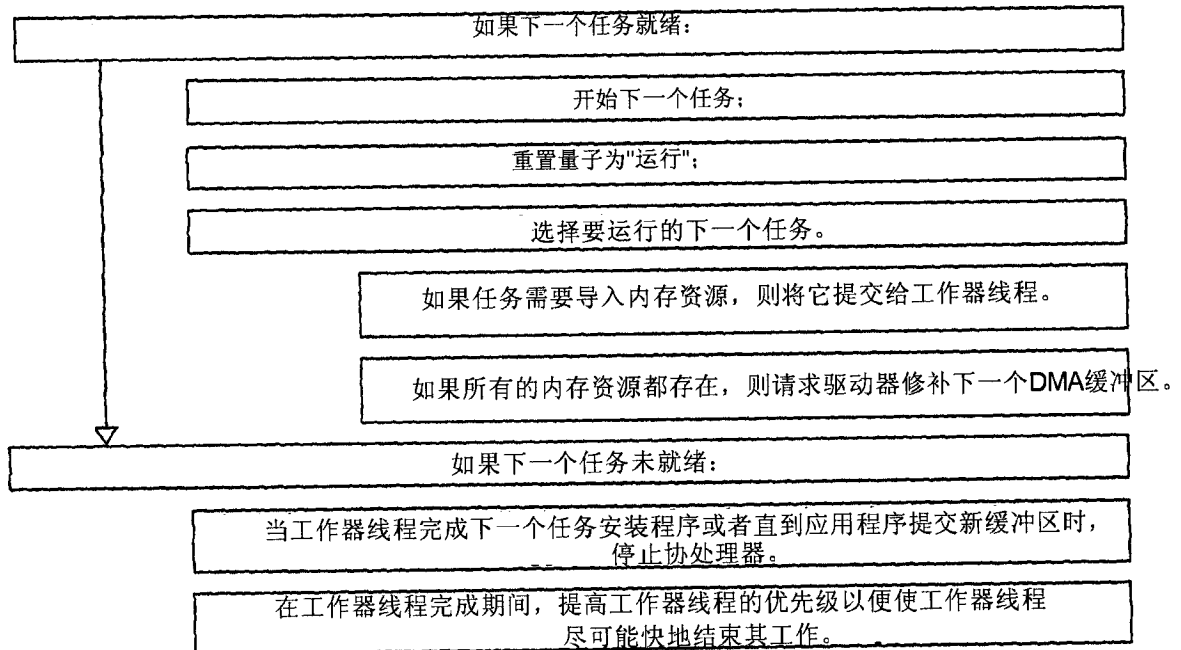 如果下一个任务就绪：
开始下一个任务；
重置量子为"运行"；
选择要运行的下一个任务。
如果任务需要导入内存资源，则将它提交给工作器线程。
如果所有的内存资源都存在，则请求驱动器修补下一个DMA缓冲区。
如果下一个任务未就绪：
当工作器线程完成下一个任务安装程序或者直到应用程序提交新缓冲区时，
停止协处理器。
在工作器线程完成期间，提高工作器线程的优先级以便使工作器线程
尽可能快地结束其工作。